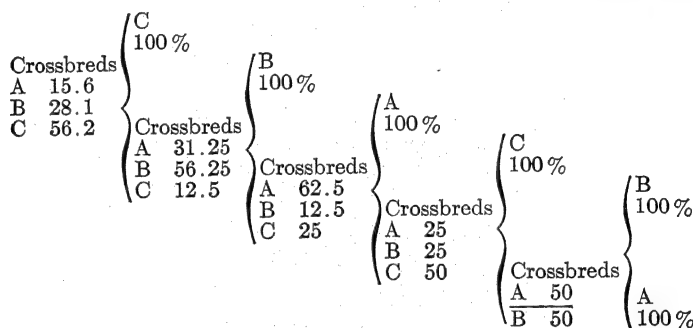 C
100 %
Crossbreds
A 15.6
B 28.1
C 56.2
B
100 %
Crossbreds
A 31.25
B 56.25
C 12.5
A
100 %
Crossbreds
A 62.5
B 12.5
C 25
C
100 %
Crossbreds
A 25
B 25
C 50
B
100 %
Crossbreds
A 50
B 50
A
100 %